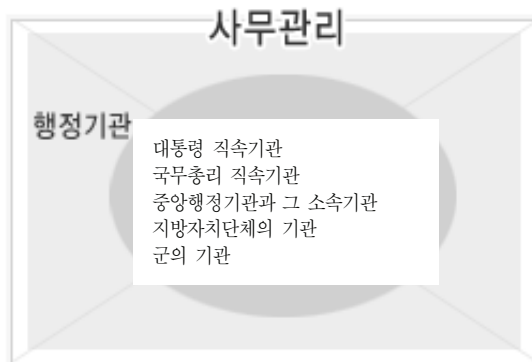 사무관리
행정기관
대통령 직속기관
국무총리 직속기관
중앙행정기관과 그 소속기관
지방자치단체의 기관
군의 기관